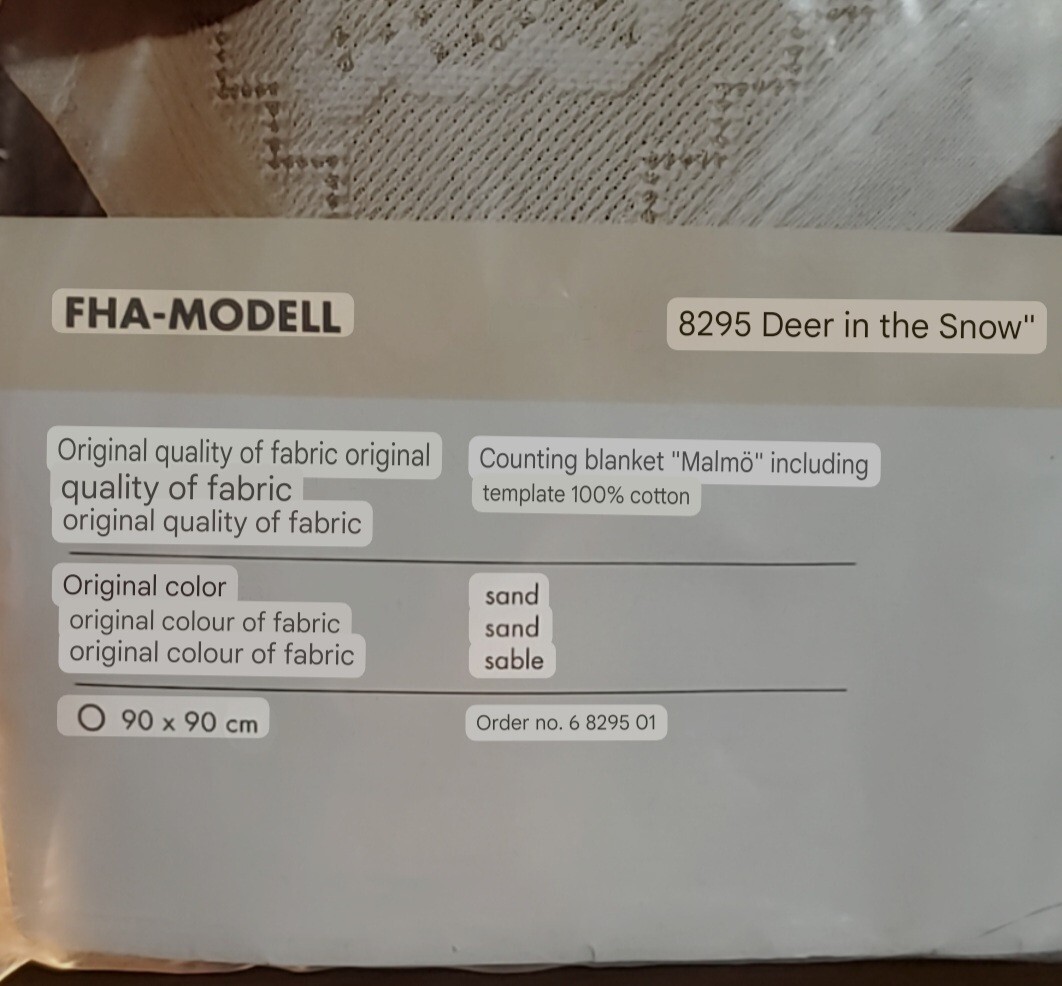 FHA-MODELL
8295 Deer in the Snow"
Original quality of fabric original
quality of fabric
original quality of fabric
Counting blanket "Malmö" including
template 100% cotton
Original color
original colour of fabric
original colour of fabric
sand
sand
sable
O 90 x 90 cm
Order no. 6 8295 01